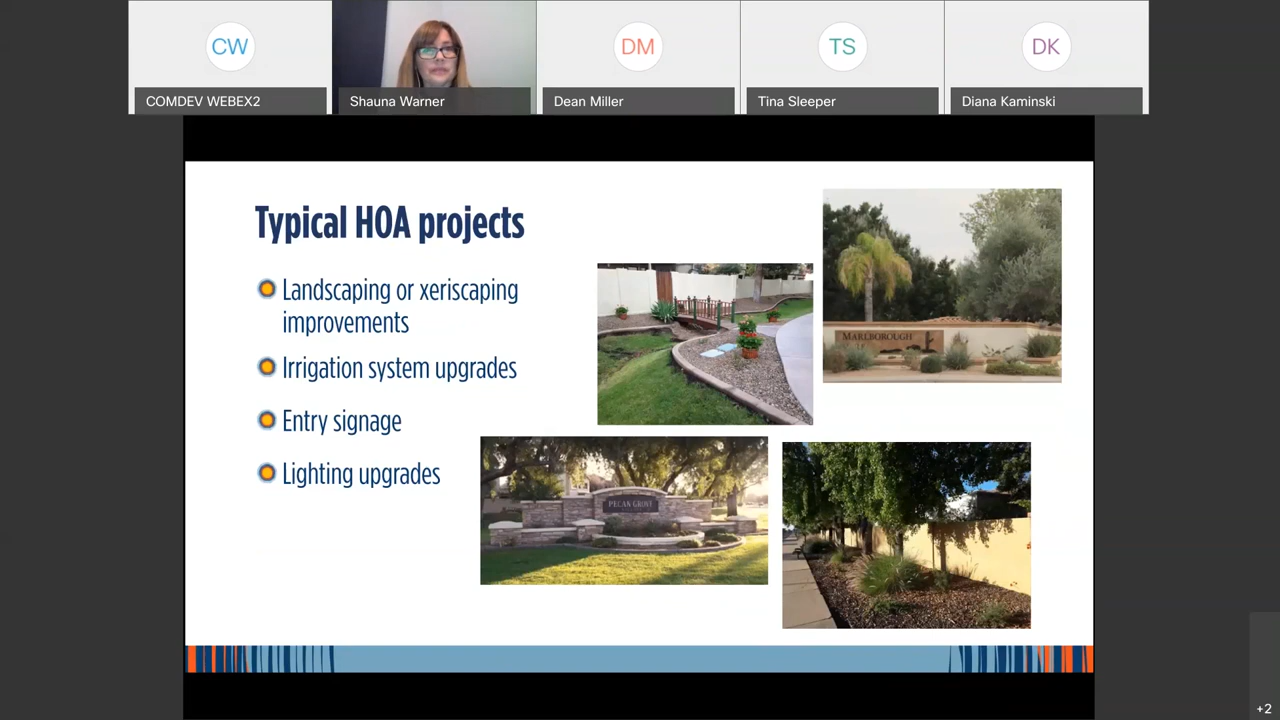 CW
DM
TS
DK
COMDEV WEBEX2
Shauna Warner
Dean Miller
Tina Sleeper
Diana Kaminski
Typical HOA projects
Landscaping or xeriscaping
improvements
Irrigation system upgrades
Entry signage
Lighting upgrades
MARLBOROUGH
PECAN GROVE
+2